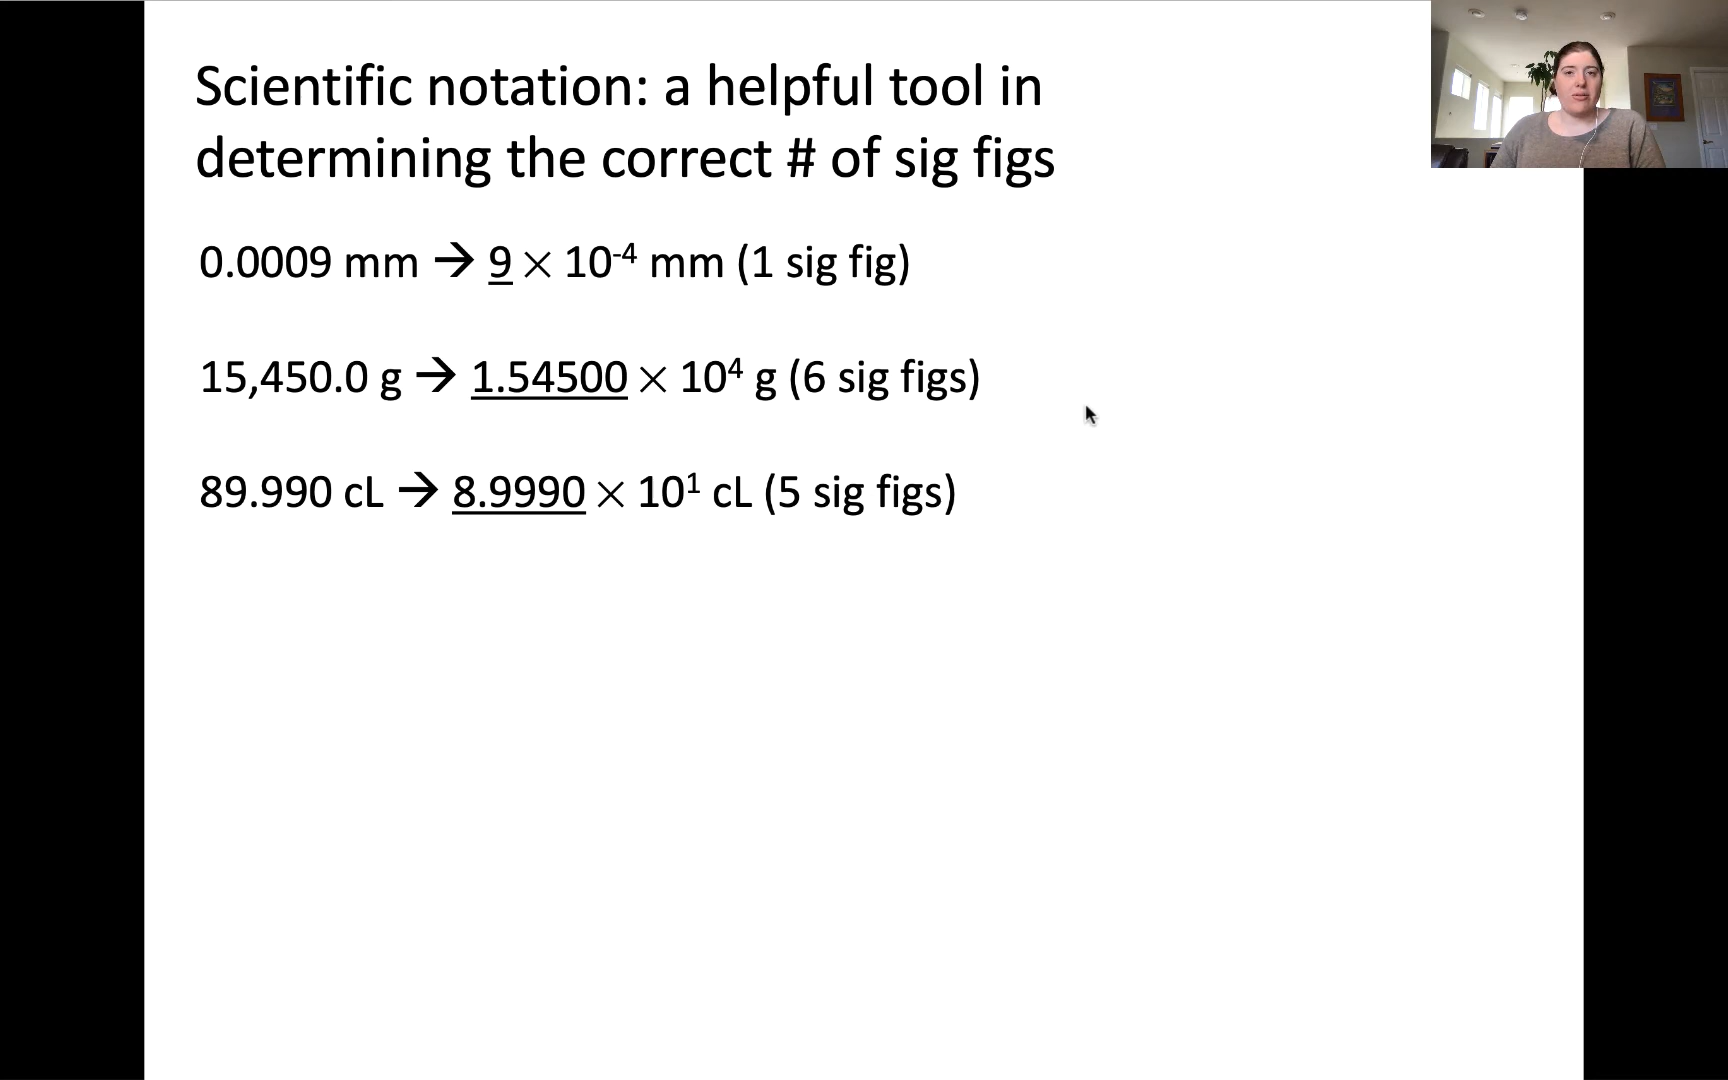 Scientific notation: a helpful tool in
determining the correct # of sig figs
0.0009 mm → 9 × 10⁻⁴ mm (1 sig fig)
15,450.0 g → 1.54500 × 10⁴ g (6 sig figs)
89.990 cL → 8.9990 × 10¹ cL (5 sig figs)